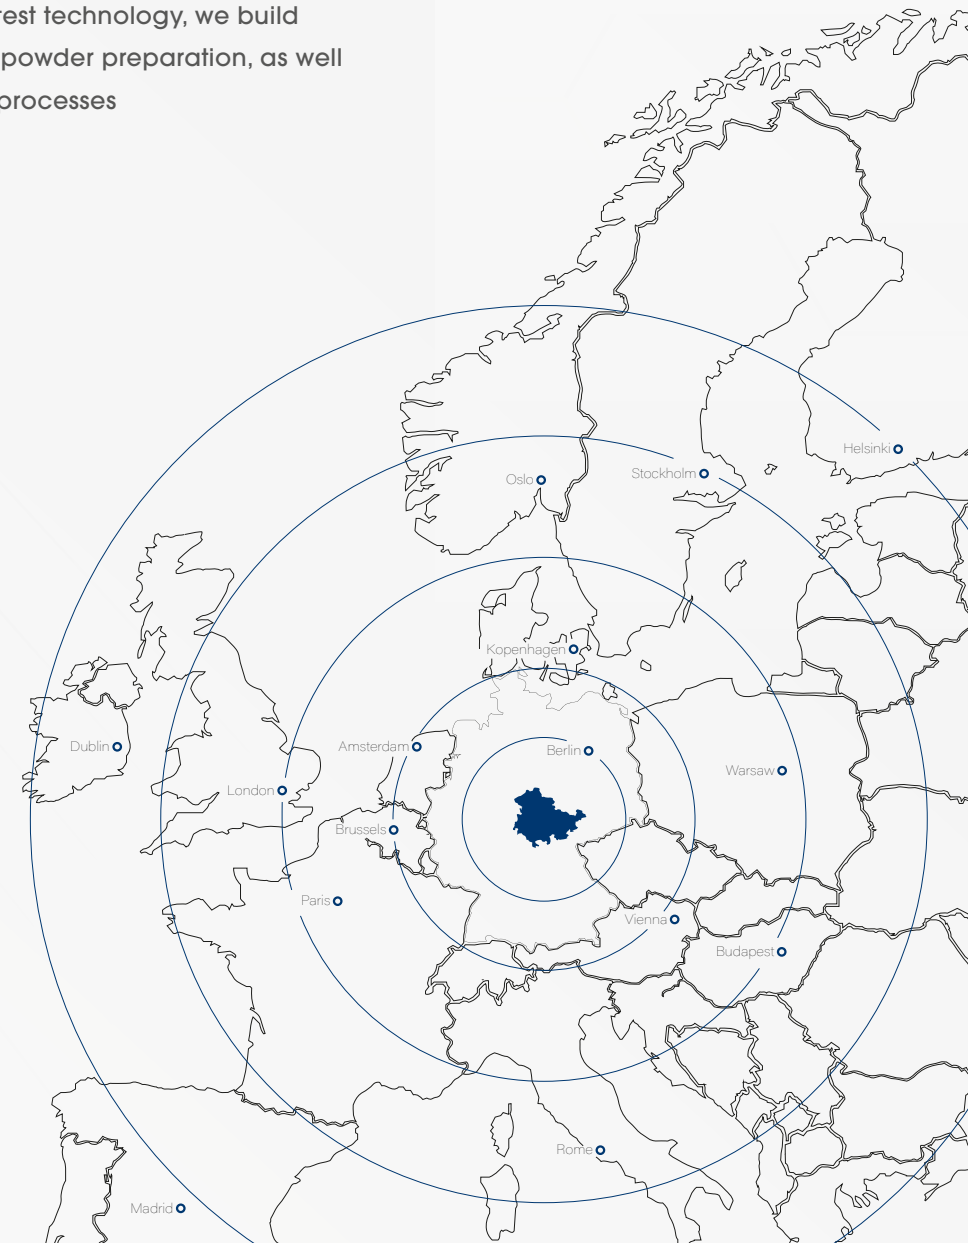 rest technology, we build
powder preparation, as well
processes
Helsinki
Stockholm
Oslo
Kopenhagen
Dublin
Amsterdam
Berlin
Warsaw
London
Brussels
Paris
Vienna
Budapest
Rome
Madrid